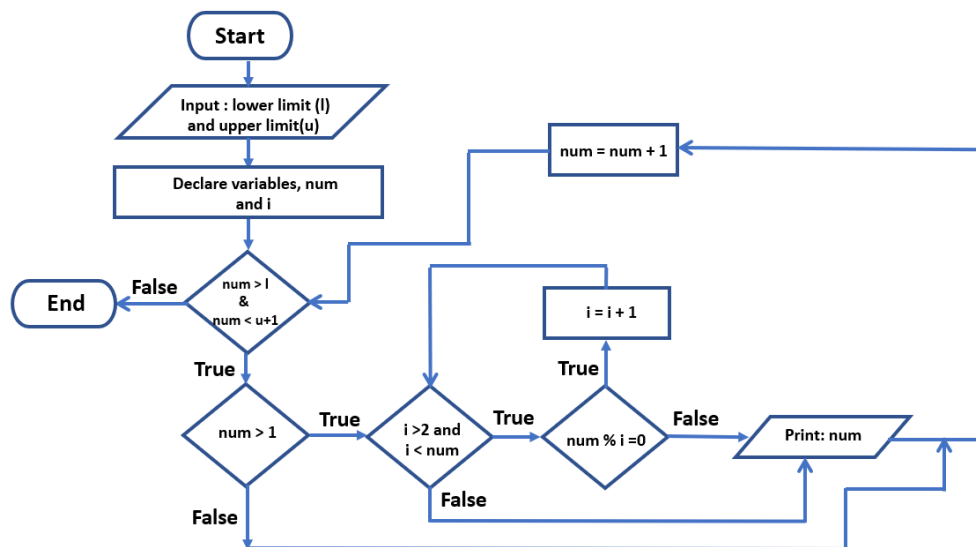 Start
Input : lower limit (l)
and upper limit(u)
Declare variables, num
and i
num = num + 1
num > l
&
num < u+1
False
End
i = i + 1
True
True
num > 1
True
i >2 and
i < num
True
num % i =0
False
Print: num
False
False